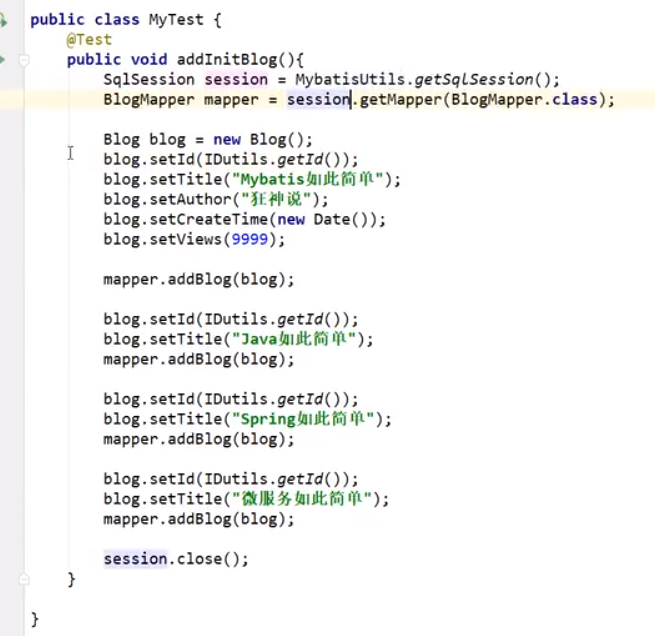 public class MyTest {
@Test
public void addInitBlog(){
SqlSession session = MybatisUtils.getSqlSession();
BlogMapper mapper = session.getMapper(BlogMapper.class);
Blog blog = new Blog();
blog.setId(IDutils.getId());
blog.setTitle("Mybatis如此简单");
blog.setAuthor("狂神说");
blog.setCreateTime(new Date());
blog.setViews(9999);
mapper.addBlog(blog);
blog.setId(IDutils.getId());
blog.setTitle("Java如此简单");
mapper.addBlog(blog);
blog.setId(IDutils.getId());
blog.setTitle("Spring如此简单");
mapper.addBlog(blog);
blog.setId(IDutils.getId());
blog.setTitle("微服务如此简单");
mapper.addBlog(blog);
session.close();
}
}